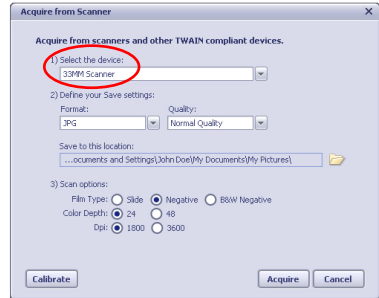 Acquire from Scanner X
Acquire from scanners and other TWAIN compliant devices.
1) Select the device:
33MM Scanner
2) Define your Save settings:
Format: Quality:
JPG Normal Quality
Save to this location:
...ocuments and Settings\John Doe\My Documents\My Pictures\
3) Scan options:
Film Type: Slide Negative B&W Negative
Color Depth: 24 48
Dpi: 1800 3600
Calibrate Acquire Cancel